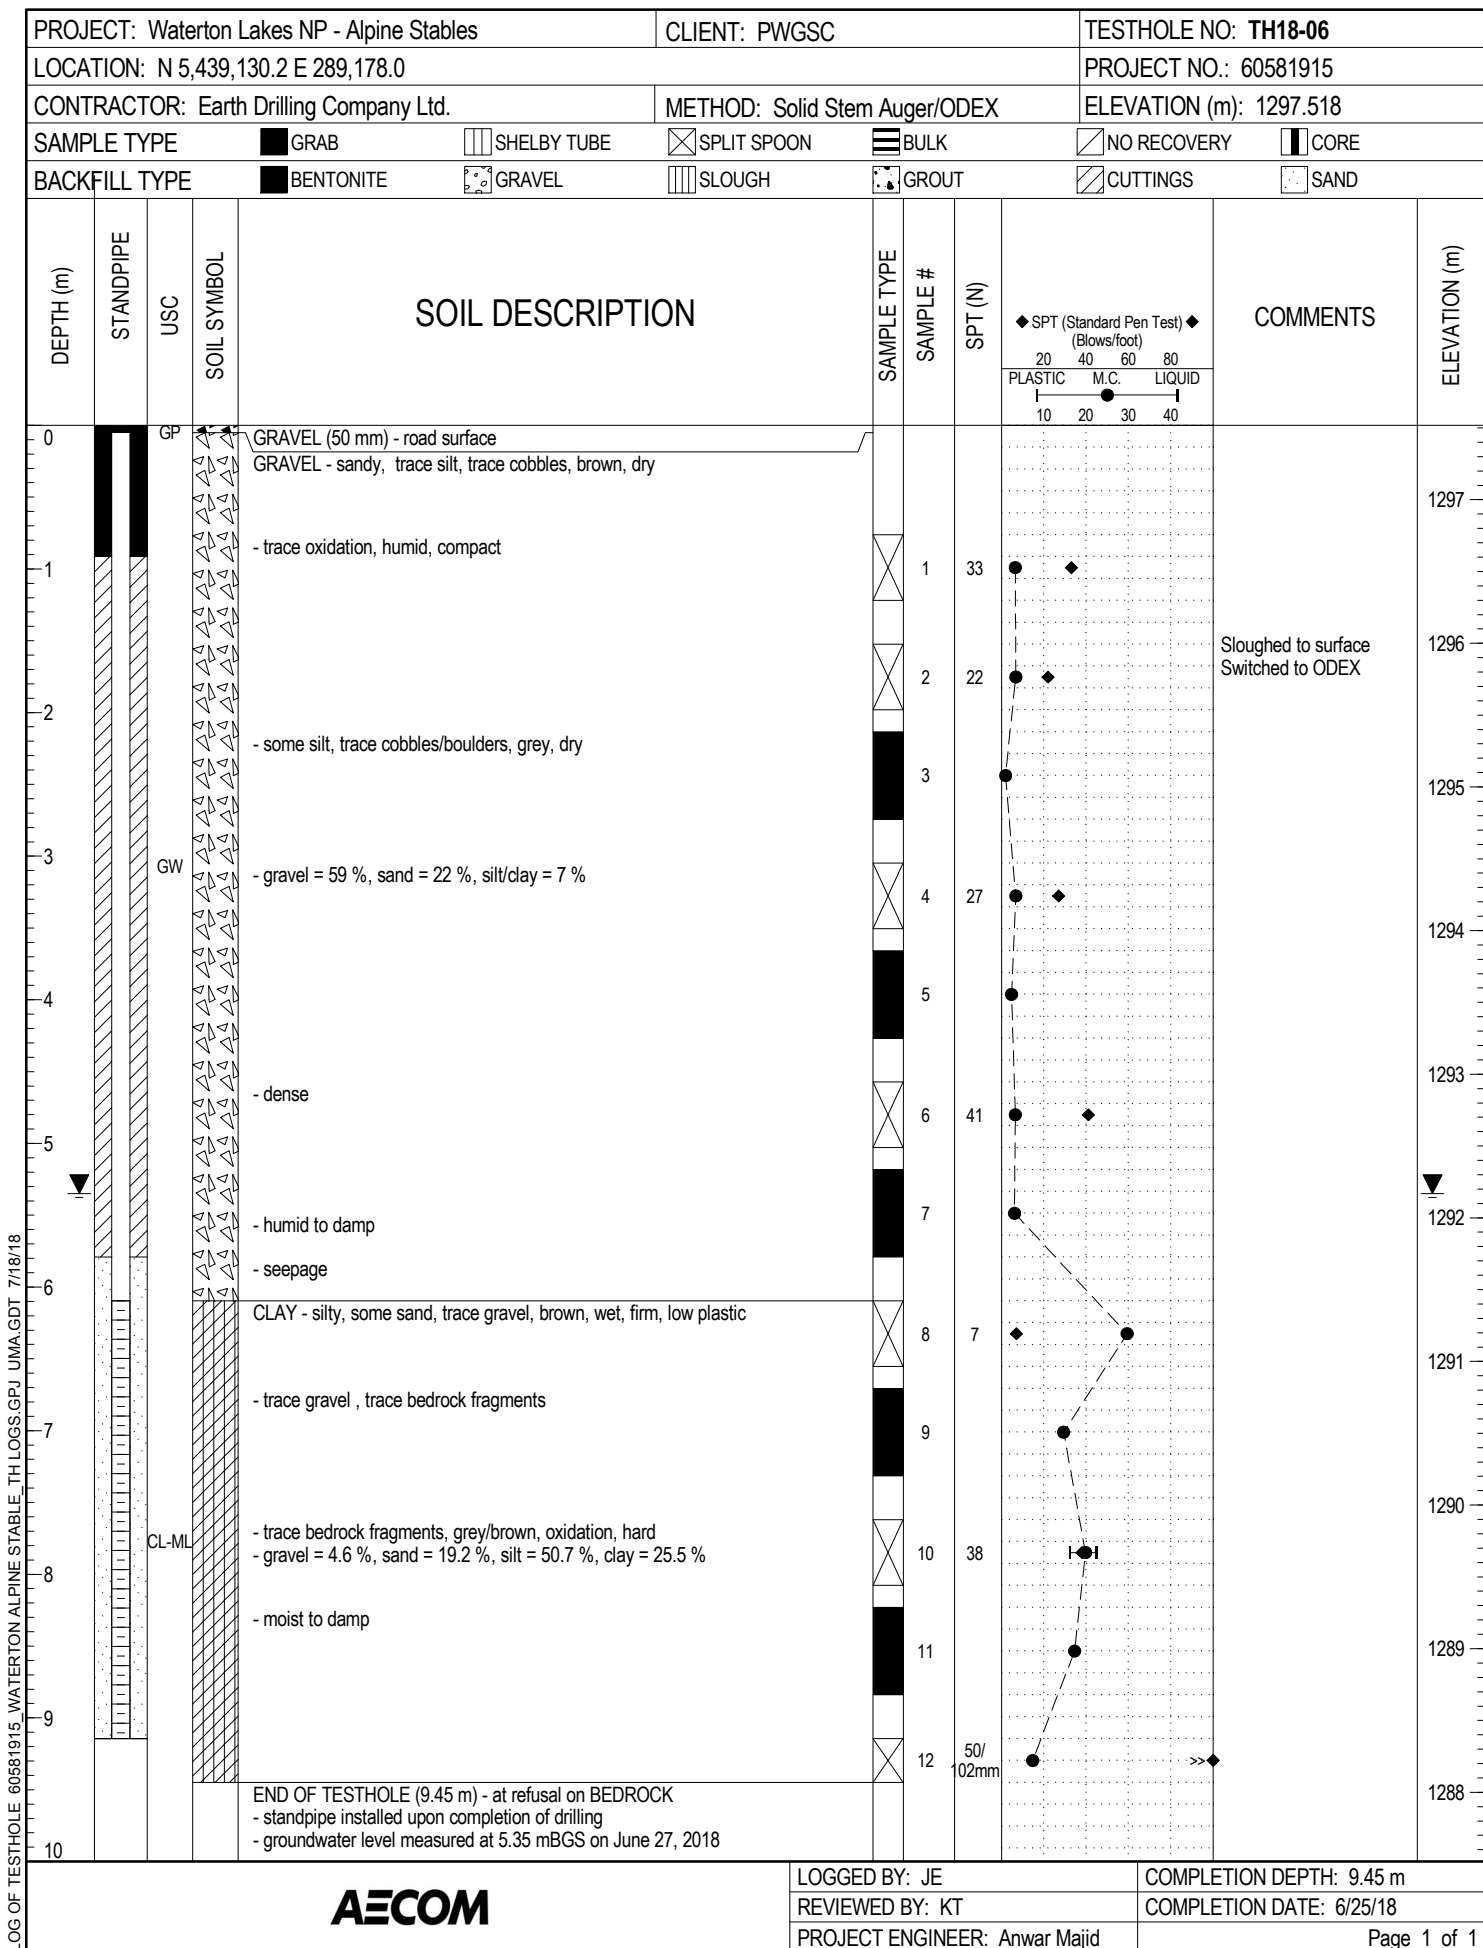 PROJECT: Waterton Lakes NP - Alpine Stables
CLIENT: PWGSC
TESTHOLE NO: TH18-06
LOCATION: N 5,439,130.2 E 289,178.0
PROJECT NO.: 60581915
CONTRACTOR: Earth Drilling Company Ltd.
METHOD: Solid Stem Auger/ODEX
ELEVATION (m): 1297.518
SAMPLE TYPE GRAB SHELBY TUBE SPLIT SPOON BULK NO RECOVERY CORE
BACKFILL TYPE BENTONITE GRAVEL SLOUGH GROUT CUTTINGS SAND
DEPTH (m)
STANDPIPE
USC
SOIL SYMBOL
SOIL DESCRIPTION
SAMPLE TYPE
SAMPLE #
SPT (N)
◆ SPT (Standard Pen Test) ◆
(Blows/foot)
20 40 60 80
PLASTIC M.C. LIQUID
10 20 30 40
COMMENTS
ELEVATION (m)
0
GP
GRAVEL (50 mm) - road surface
GRAVEL - sandy, trace silt, trace cobbles, brown, dry
1297
- trace oxidation, humid, compact
1
1 33
Sloughed to surface
Switched to ODEX
1296
2 22
2
- some silt, trace cobbles/boulders, grey, dry
3
1295
3
GW
- gravel = 59 %, sand = 22 %, silt/clay = 7 %
4 27
1294
5
4
1293
- dense
6 41
5
7
1292
- humid to damp
- seepage
6
CLAY - silty, some sand, trace gravel, brown, wet, firm, low plastic
8 7
1291
- trace gravel , trace bedrock fragments
7
9
1290
CL-ML
- trace bedrock fragments, grey/brown, oxidation, hard
- gravel = 4.6 %, sand = 19.2 %, silt = 50.7 %, clay = 25.5 %
10 38
8
- moist to damp
11
1289
9
12
50/
102mm
>>
1288
END OF TESTHOLE (9.45 m) - at refusal on BEDROCK
- standpipe installed upon completion of drilling
- groundwater level measured at 5.35 mBGS on June 27, 2018
10
LOG OF TESTHOLE 60581915_WATERTON ALPINE STABLE_TH LOGS.GPJ UMA.GDT 7/18/18
AECOM
LOGGED BY: JE
COMPLETION DEPTH: 9.45 m
REVIEWED BY: KT
COMPLETION DATE: 6/25/18
PROJECT ENGINEER: Anwar Majid
Page 1 of 1